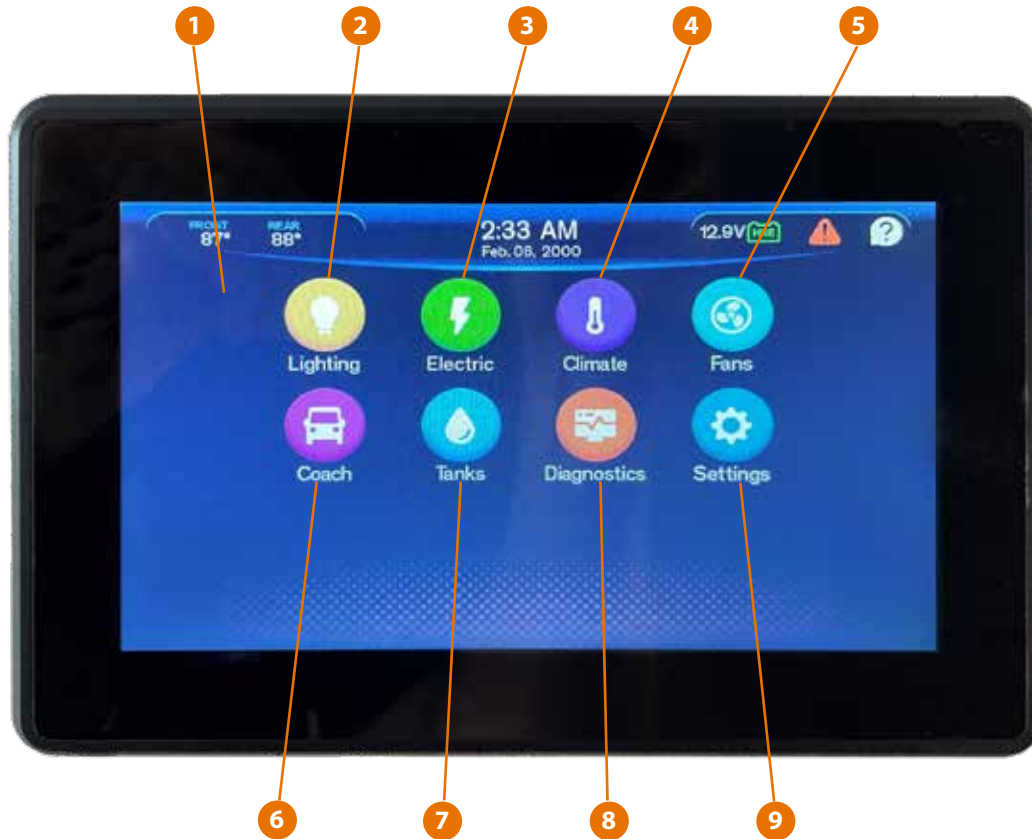 1 2 3 4 5
FRONT REAR 2:33 AM 12.9V
87° 88° Feb. 08, 2000 ?
Lighting Electric Climate Fans
Coach Tanks Diagnostics Settings
6 7 8 9